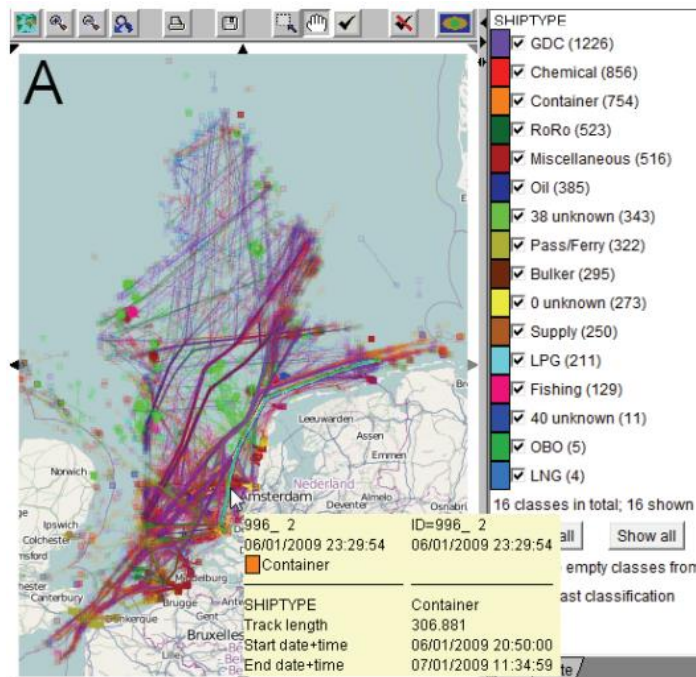 A
SHIPTYPE
GDC (1226)
Chemical (856)
Container (754)
RoRo (523)
Miscellaneous (516)
Oil (385)
38 unknown (343)
Pass/Ferry (322)
Bulker (295)
0 unknown (273)
Supply (250)
LPG (211)
Fishing (129)
40 unknown (11)
OBO (5)
LNG (4)
16 classes in total; 16 shown
all Show all
empty classes from
ast classification
te
Leeuwarden
Assen
Emmen
Norwich
Nederland
Amsterdam
Almelo
Osnabrü
Deventer
Ipswich
Colchester
Canterbury
Middelburg
Brugge
Dunkerque
Gent
Bruxelles
Lille
996_ 2 ID=996_ 2
06/01/2009 23:29:54 06/01/2009 23:29:54
Container
SHIPTYPE Container
Track length 306.881
Start date+time 06/01/2009 20:50:00
End date+time 07/01/2009 11:34:59